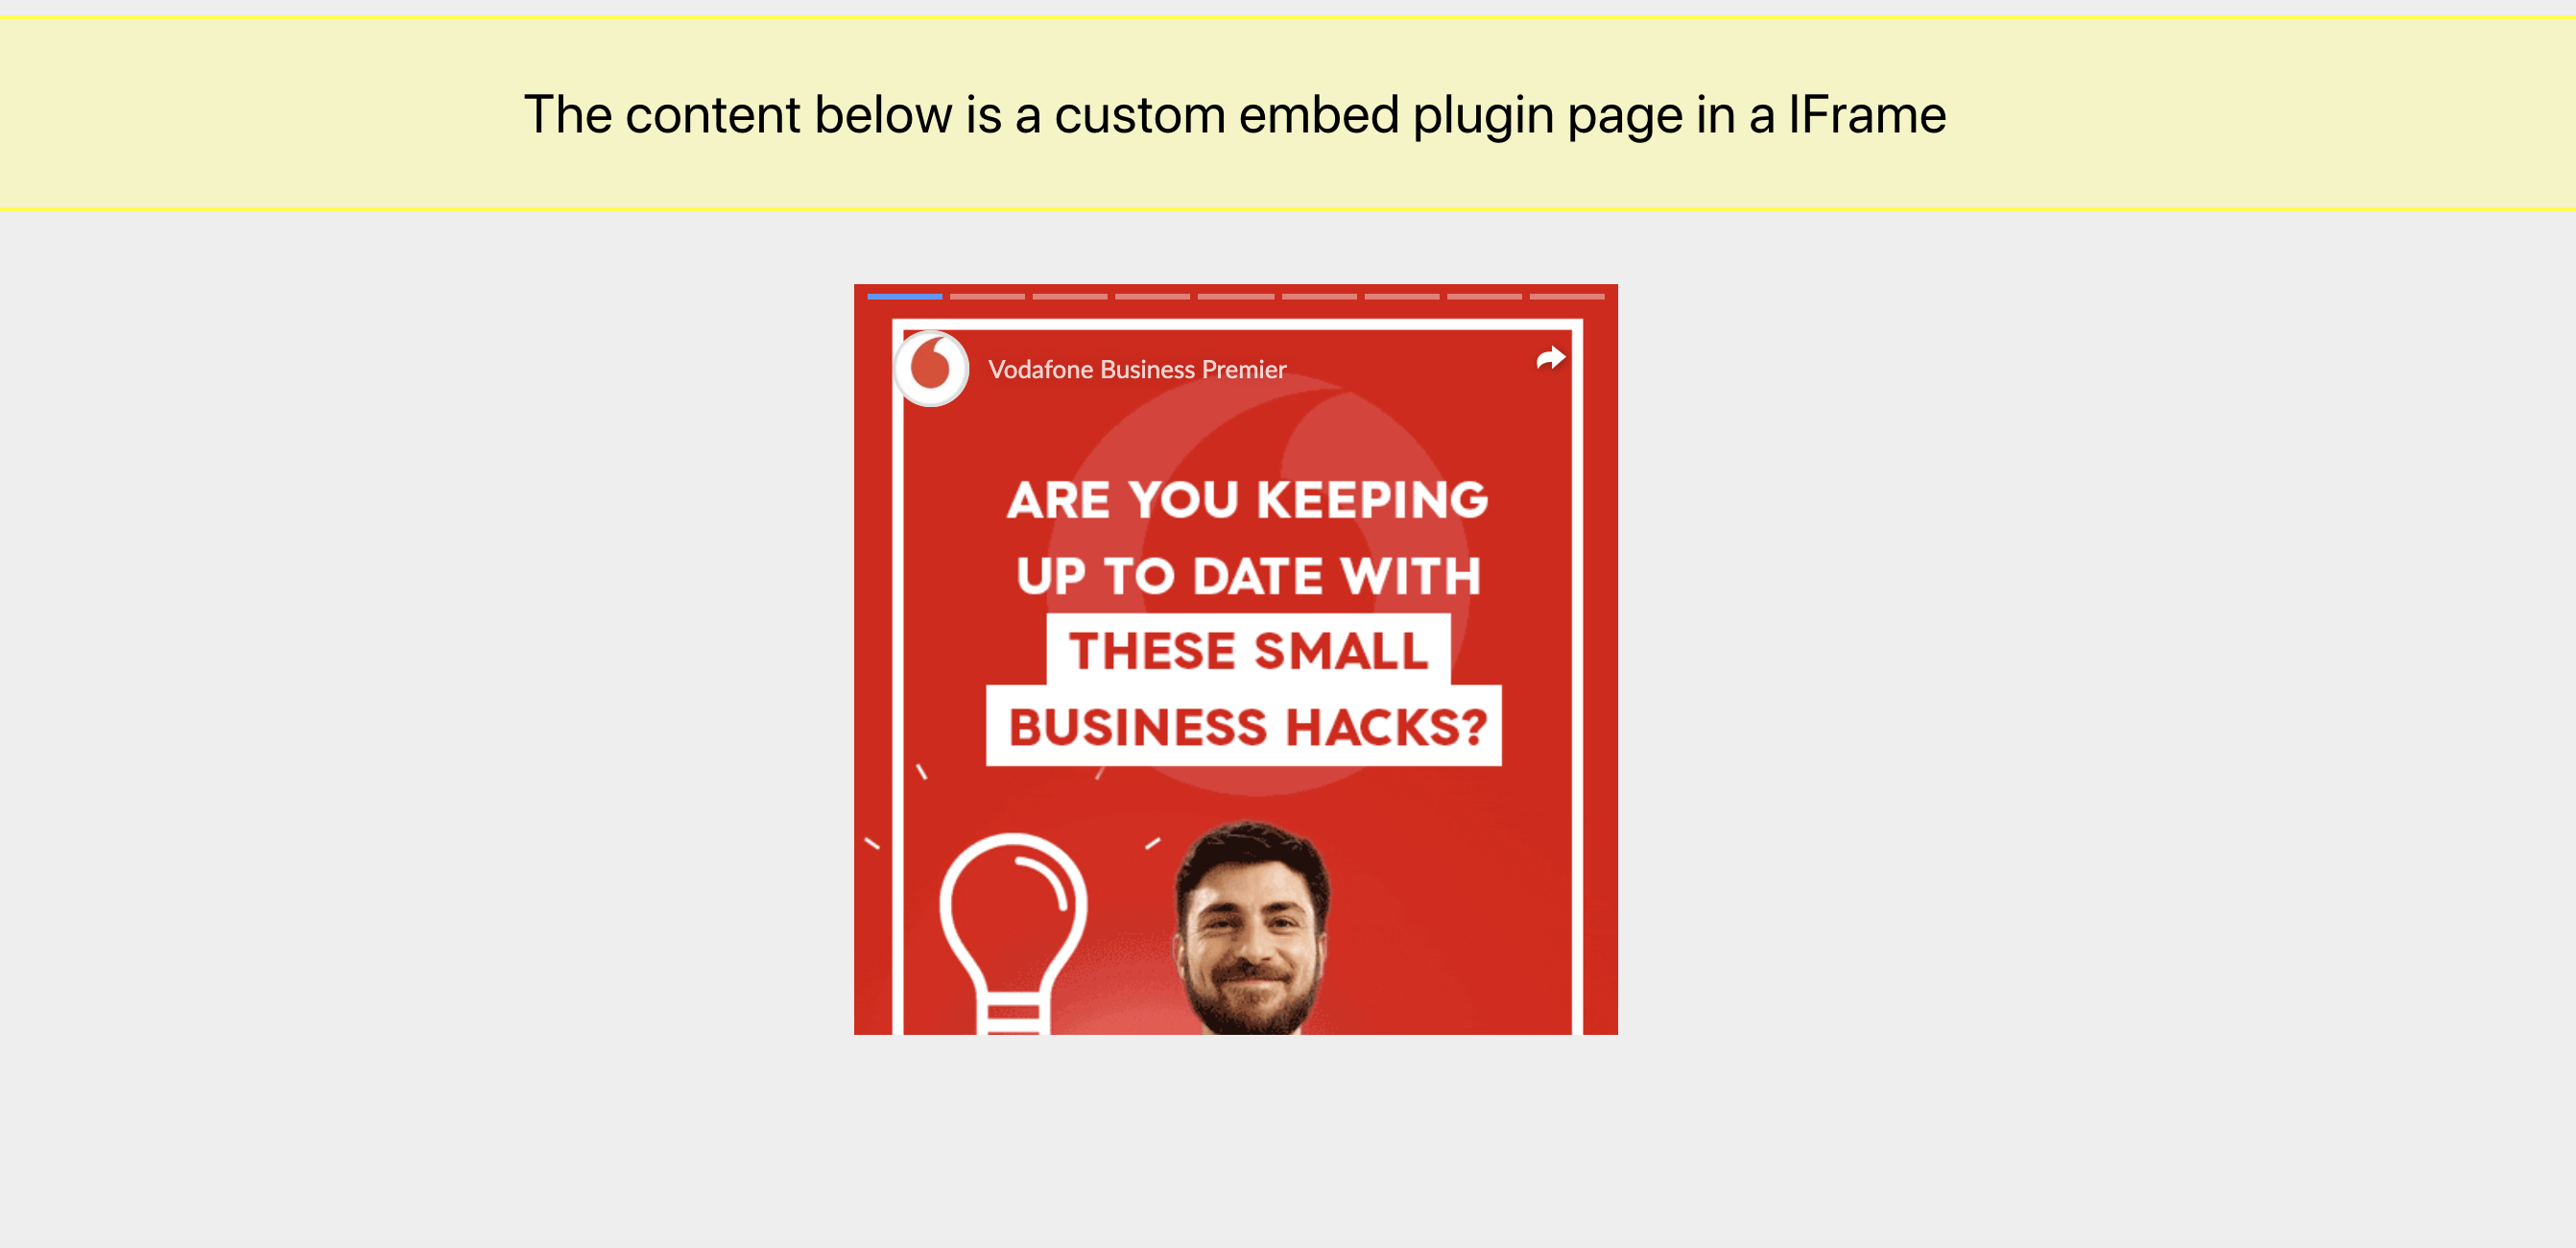 The content below is a custom embed plugin page in a IFrame
Vodafone Business Premier
ARE YOU KEEPING
UP TO DATE WITH
THESE SMALL
BUSINESS HACKS?